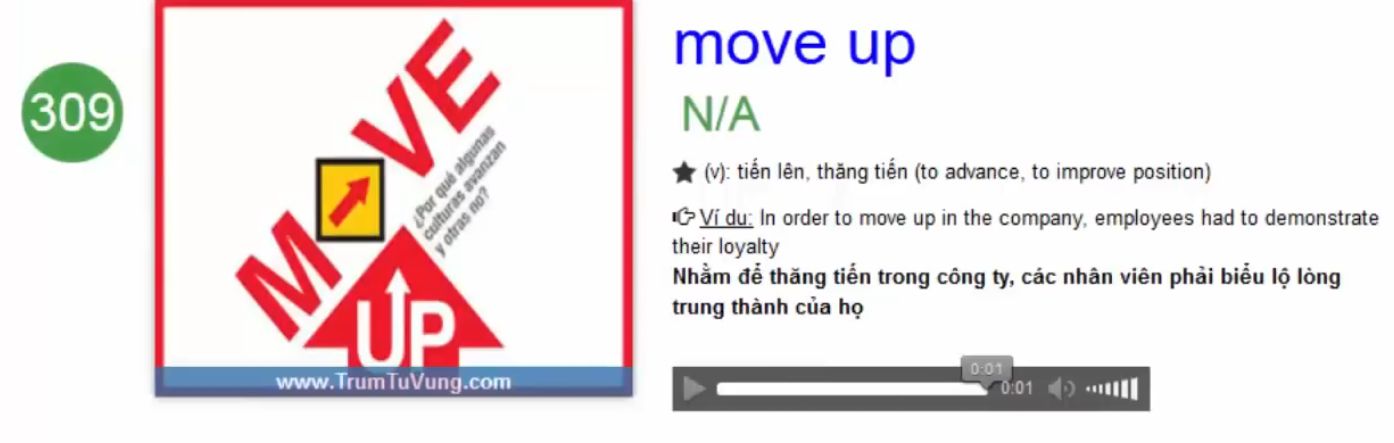 309
MOVE
¿Por qué algunas
culturas avanzan
y otras no?
UP
www.TrumTuVung.com
move up
N/A
(v): tiến lên, thăng tiến (to advance, to improve position)
Ví du: In order to move up in the company, employees had to demonstrate
their loyalty
Nhằm để thăng tiến trong công ty, các nhân viên phải biểu lộ lòng
trung thành của họ
0:01
0:01